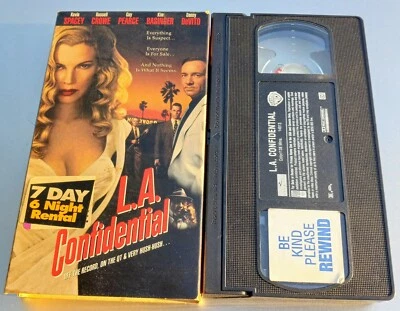 Kevin Russell Guy Kim Danny
SPACEY CROWE PEARCE BASINGER DEVITO
Everything
Is Suspect...
Everyone
Is For Sale...
And Nothing
Is What It Seems.
7 DAY
6 Night
Rental
L.A.
Confidential
OFF THE RECORD, ON THE QT & VERY HUSH-HUSH...
L.A. CONFIDENTIAL
BE
KIND
PLEASE
REWIND